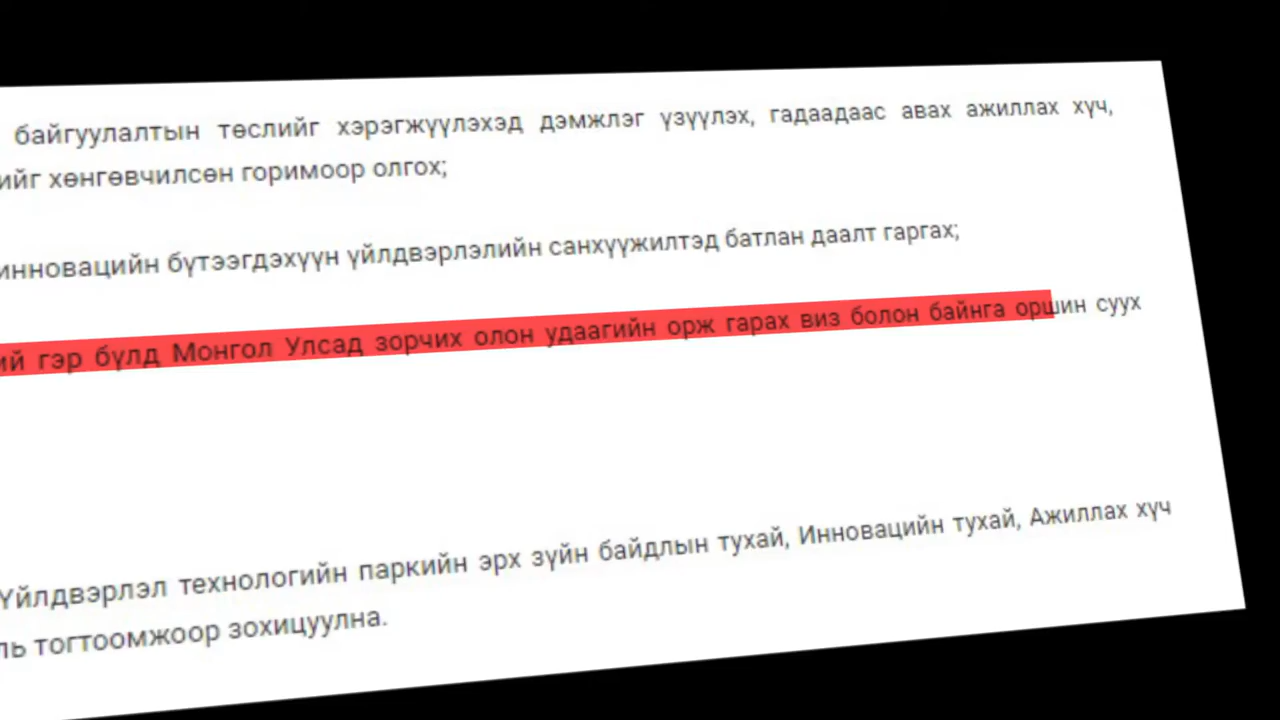 байгуулалтын төслийг хэрэгжүүлэхэд дэмжлэг үзүүлэх, гадаадаас авах ажиллах хүч,
ийг хөнгөвчилсөн горимоор олгох;
инновацийн бүтээгдэхүүн үйлдвэрлэлийн санхүүжилтэд батлан даалт гаргах;
ий гэр бүлд Монгол Улсад зорчих олон удаагийн орж гарах виз болон байнга оршин суух
Үйлдвэрлэл технологийн паркийн эрх зүйн байдлын тухай, Инновацийн тухай, Ажиллах хүч
ль тогтоомжоор зохицуулна.